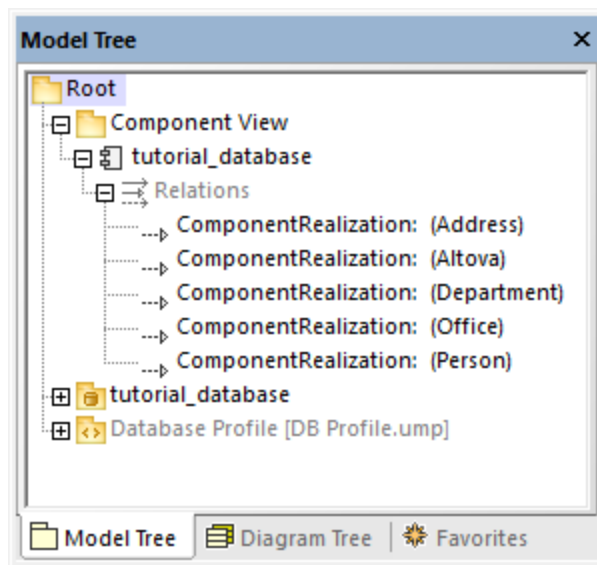 Model Tree
Root
Component View
tutorial_database
Relations
ComponentRealization: (Address)
ComponentRealization: (Altova)
ComponentRealization: (Department)
ComponentRealization: (Office)
ComponentRealization: (Person)
tutorial_database
Database Profile [DB Profile.ump]
Model Tree Diagram Tree Favorites